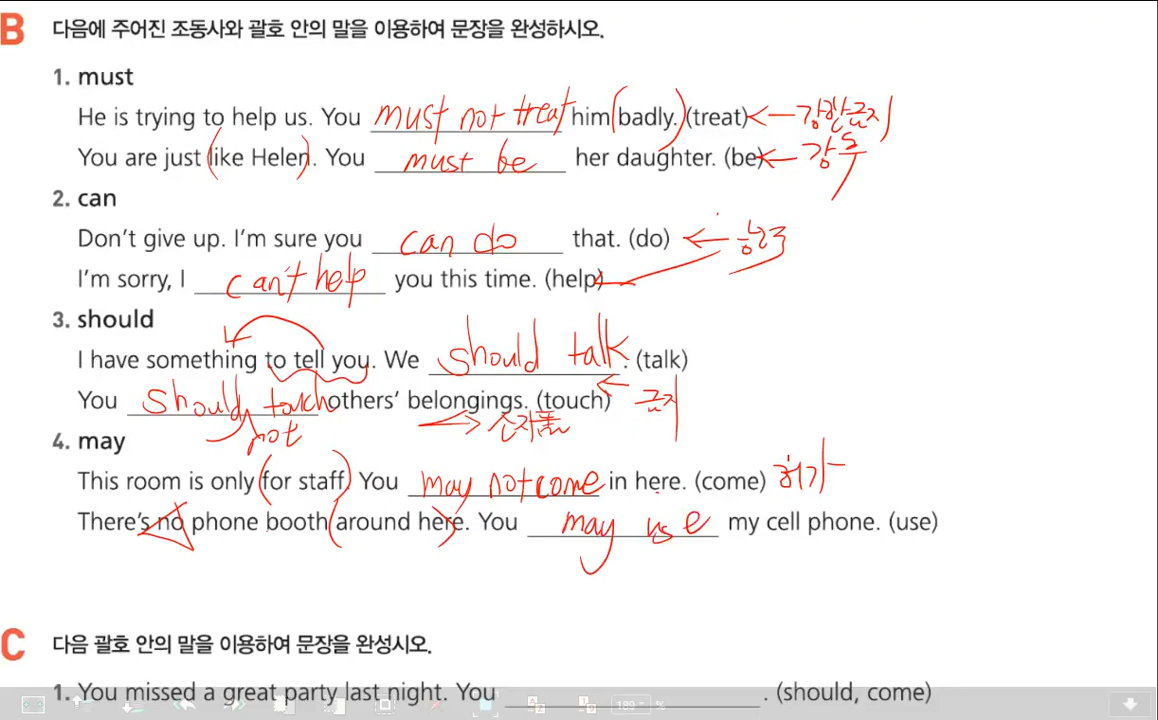 B 다음에 주어진 조동사와 괄호 안의 말을 이용하여 문장을 완성하시오.
1. must
He is trying to help us. You must not treat him (badly.) (treat) ← 강한금지
You are just (like Helen). You must be her daughter. (be) ← 강추
2. can
Don't give up. I'm sure you can do that. (do) ←
I'm sorry, I can't help you this time. (help)
3. should
I have something to tell you. We should talk. (talk)
You should touch others' belongings. (touch) ← 금지
not 소지품
4. may
This room is only (for staff) You may not come in here. (come) 허가
There's no phone booth (around here. You may use my cell phone. (use)
C 다음 괄호 안의 말을 이용하여 문장을 완성시오.
1. You missed a great party last night. You ____ . (should, come)
189 %